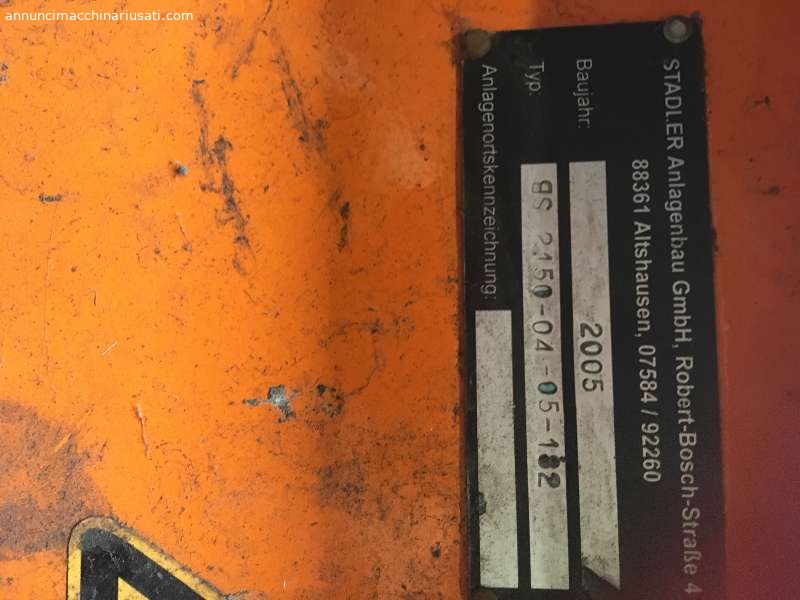 annuncimacchinariusati.com
STADLER Anlagenbau GmbH, Robert-Bosch-Straße 4
88361 Altshausen, 07584 / 92260
Baujahr: 2005
Typ: BS 2150-04-05-182
Anlagenortskennzeichnung: